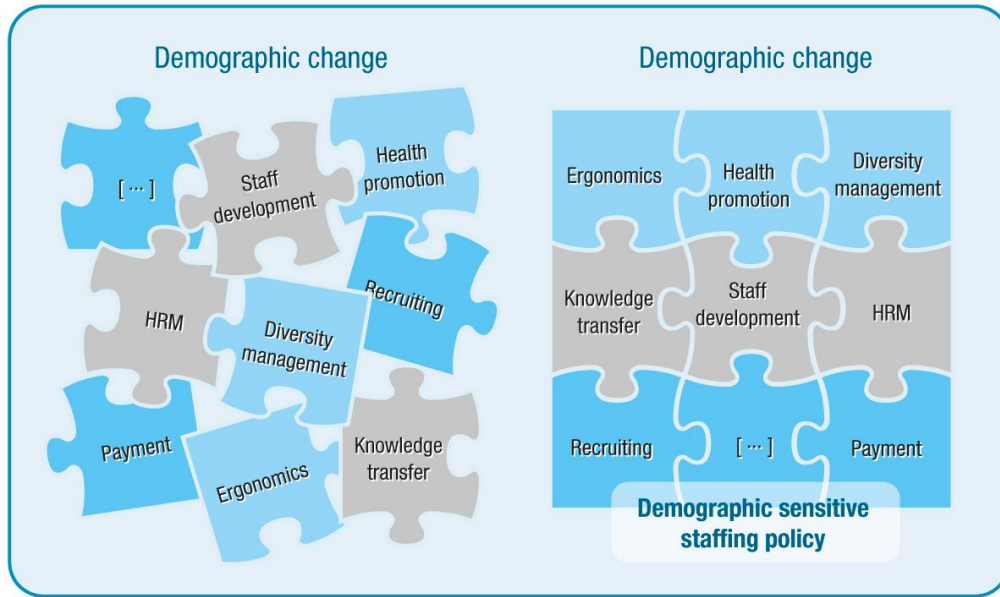 Demographic change
[ ... ]
Staff
development
Health
promotion
HRM
Diversity
management
Recruiting
Payment
Ergonomics
Knowledge
transfer
Demographic change
Ergonomics
Health
promotion
Diversity
management
Knowledge
transfer
Staff
development
HRM
Recruiting
[ ... ]
Payment
Demographic sensitive
staffing policy